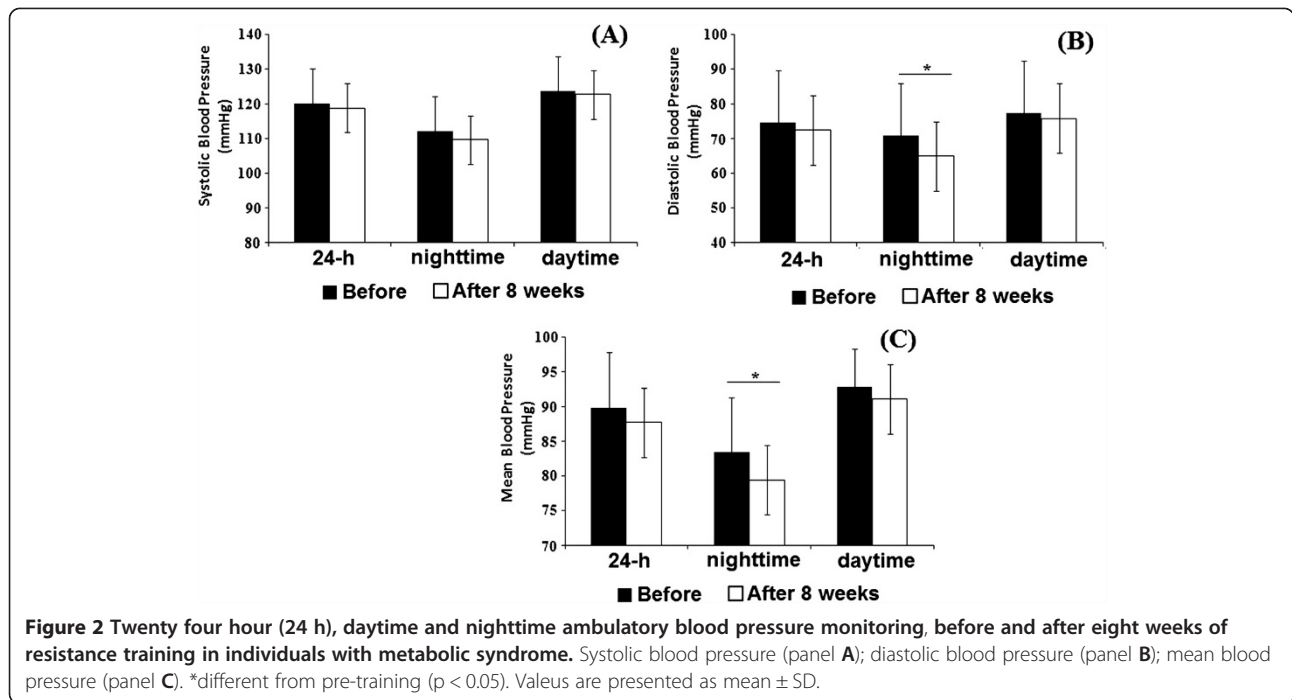 (A)
Systolic Blood Pressure
(mmHg)
140
130
120
110
100
90
80
24-h nighttime daytime
■ Before □ After 8 weeks
(B)
Diastolic Blood Pressure
(mmHg)
100
90
80
70
60
50
40
*
24-h nighttime daytime
■ Before □ After 8 weeks
(C)
Mean Blood Pressure
(mmHg)
100
95
90
85
80
75
70
*
24-h nighttime daytime
■ Before □ After 8 weeks
Figure 2 Twenty four hour (24 h), daytime and nighttime ambulatory blood pressure monitoring, before and after eight weeks of
resistance training in individuals with metabolic syndrome. Systolic blood pressure (panel A); diastolic blood pressure (panel B); mean blood
pressure (panel C). *different from pre-training (p < 0.05). Valeus are presented as mean ± SD.